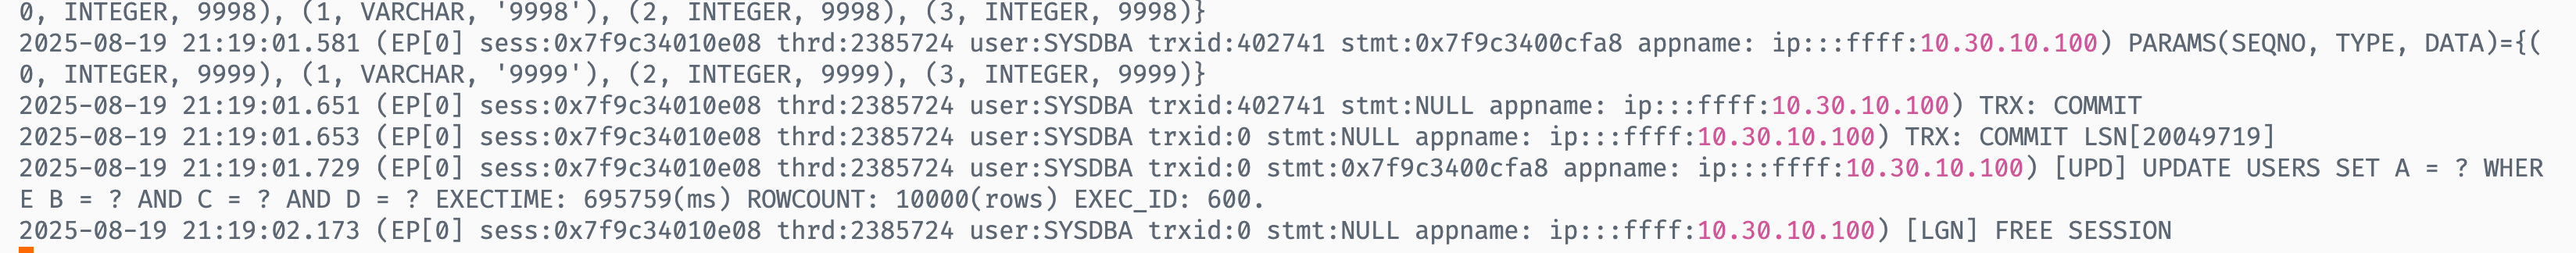 0, INTEGER, 9998), (1, VARCHAR, '9998'), (2, INTEGER, 9998), (3, INTEGER, 9998)}
2025-08-19 21:19:01.581 (EP[0] sess:0x7f9c34010e08 thrd:2385724 user:SYSDBA trxid:402741 stmt:0x7f9c3400cfa8 appname: ip:::ffff:10.30.10.100) PARAMS(SEQNO, TYPE, DATA)={(
0, INTEGER, 9999), (1, VARCHAR, '9999'), (2, INTEGER, 9999), (3, INTEGER, 9999)}
2025-08-19 21:19:01.651 (EP[0] sess:0x7f9c34010e08 thrd:2385724 user:SYSDBA trxid:402741 stmt:NULL appname: ip:::ffff:10.30.10.100) TRX: COMMIT
2025-08-19 21:19:01.653 (EP[0] sess:0x7f9c34010e08 thrd:2385724 user:SYSDBA trxid:0 stmt:NULL appname: ip:::ffff:10.30.10.100) TRX: COMMIT LSN[20049719]
2025-08-19 21:19:01.729 (EP[0] sess:0x7f9c34010e08 thrd:2385724 user:SYSDBA trxid:0 stmt:0x7f9c3400cfa8 appname: ip:::ffff:10.30.10.100) [UPD] UPDATE USERS SET A = ? WHER
E B = ? AND C = ? AND D = ? EXECTIME: 695759(ms) ROWCOUNT: 10000(rows) EXEC_ID: 600.
2025-08-19 21:19:02.173 (EP[0] sess:0x7f9c34010e08 thrd:2385724 user:SYSDBA trxid:0 stmt:NULL appname: ip:::ffff:10.30.10.100) [LGN] FREE SESSION